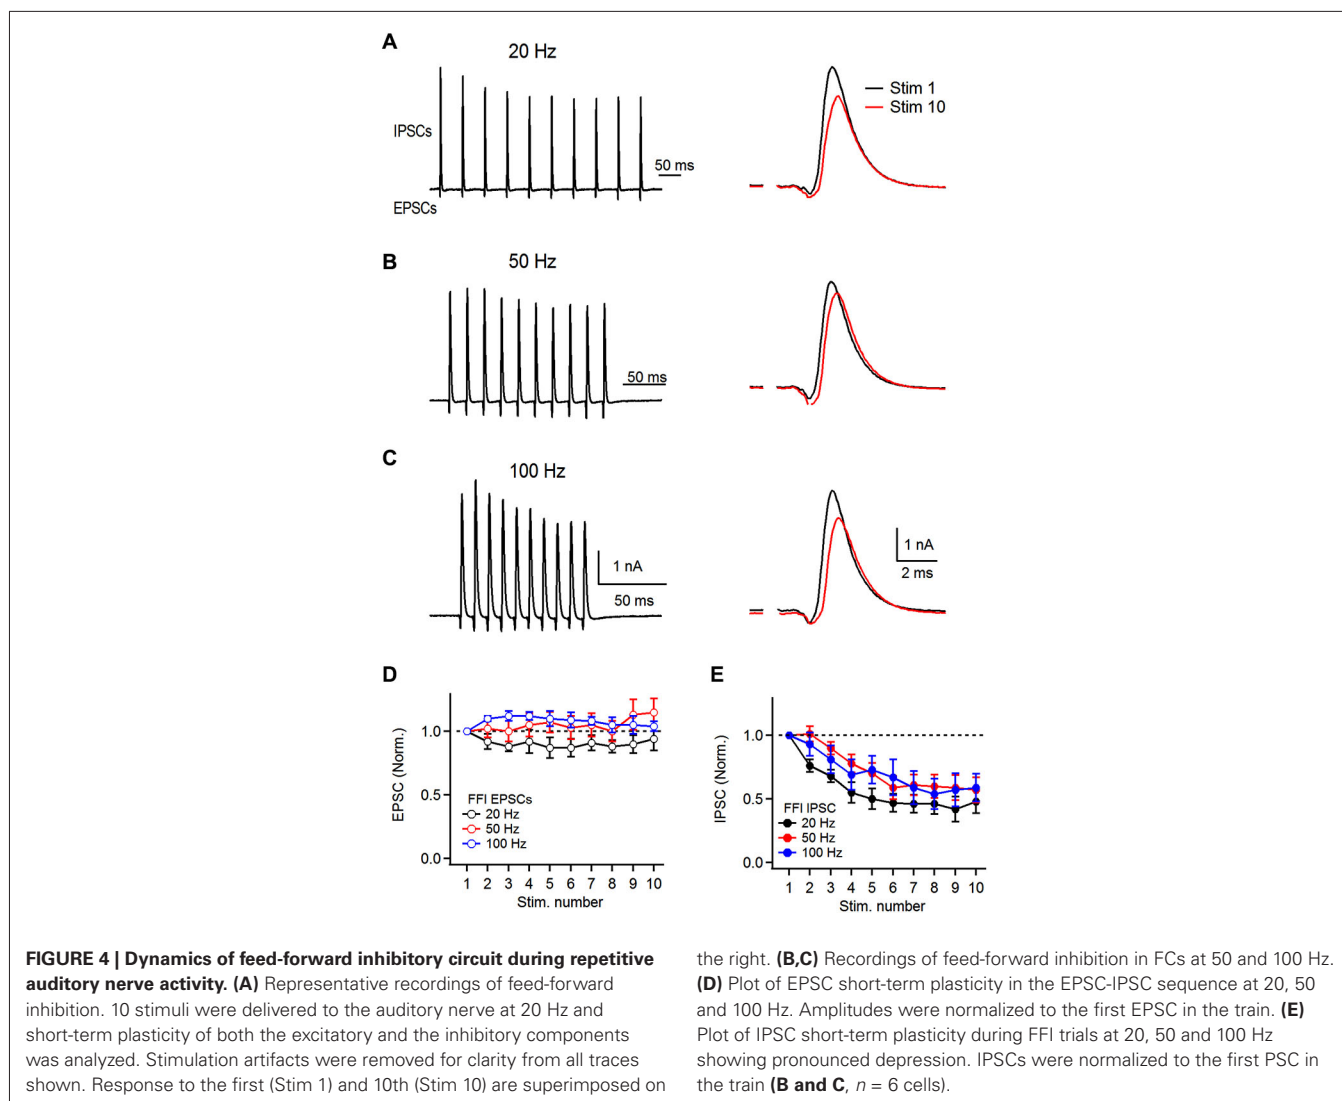 A
20 Hz
IPSCs
EPSCs
50 ms
Stim 1
Stim 10
B
50 Hz
50 ms
C
100 Hz
1 nA
50 ms
1 nA
2 ms
D
EPSC (Norm.)
1.0
0.5
0.0
FFI EPSCs
20 Hz
50 Hz
100 Hz
1 2 3 4 5 6 7 8 9 10
Stim. number
E
IPSC (Norm.)
1.0
0.5
0.0
FFI IPSC
20 Hz
50 Hz
100 Hz
1 2 3 4 5 6 7 8 9 10
Stim. number
FIGURE 4 | Dynamics of feed-forward inhibitory circuit during repetitive
auditory nerve activity. (A) Representative recordings of feed-forward
inhibition. 10 stimuli were delivered to the auditory nerve at 20 Hz and
short-term plasticity of both the excitatory and the inhibitory components
was analyzed. Stimulation artifacts were removed for clarity from all traces
shown. Response to the first (Stim 1) and 10th (Stim 10) are superimposed on
the right. (B,C) Recordings of feed-forward inhibition in FCs at 50 and 100 Hz.
(D) Plot of EPSC short-term plasticity in the EPSC-IPSC sequence at 20, 50
and 100 Hz. Amplitudes were normalized to the first EPSC in the train. (E)
Plot of IPSC short-term plasticity during FFI trials at 20, 50 and 100 Hz
showing pronounced depression. IPSCs were normalized to the first PSC in
the train (B and C, n = 6 cells).